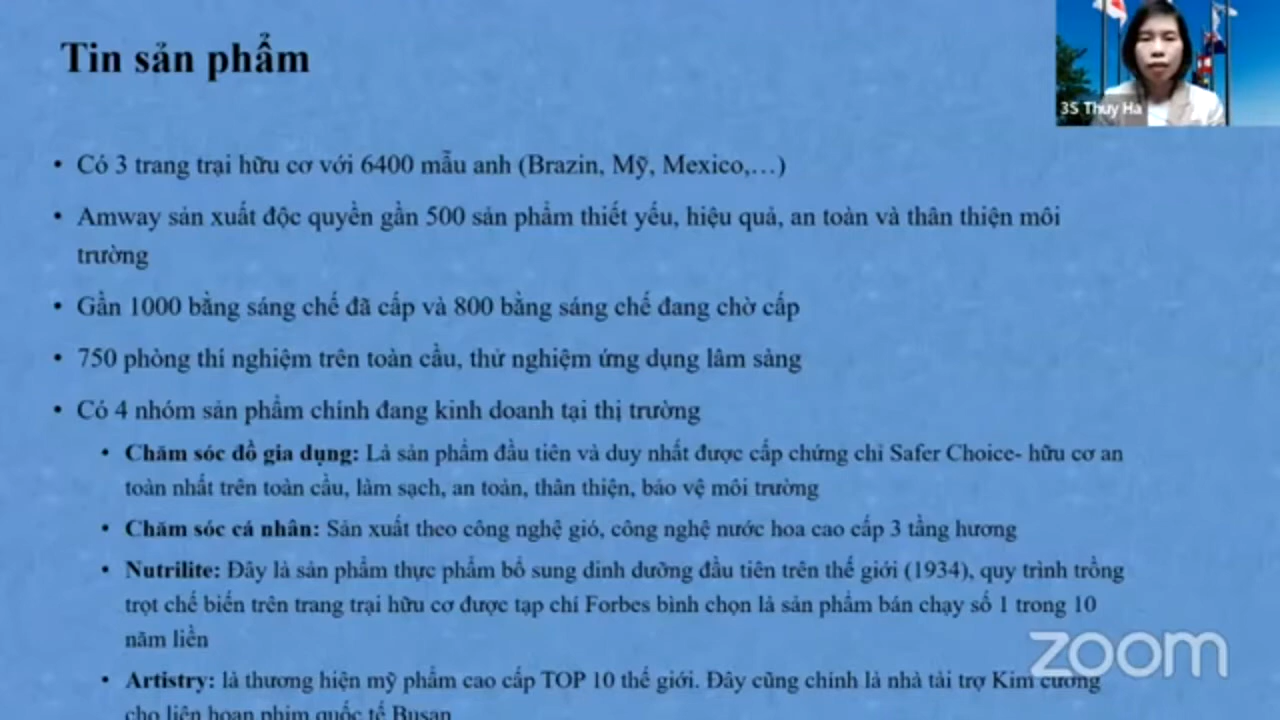 Tin sản phẩm
3S Thuy Ha
• Có 3 trang trại hữu cơ với 6400 mẫu anh (Brazin, Mỹ, Mexico,...)
• Amway sản xuất độc quyền gần 500 sản phẩm thiết yếu, hiệu quả, an toàn và thân thiện môi
trường
• Gần 1000 bằng sáng chế đã cấp và 800 bằng sáng chế đang chờ cấp
• 750 phòng thí nghiệm trên toàn cầu, thử nghiệm ứng dụng lâm sàng
• Có 4 nhóm sản phẩm chính đang kinh doanh tại thị trường
• Chăm sóc đồ gia dụng: Là sản phẩm đầu tiên và duy nhất được cấp chứng chỉ Safer Choice- hữu cơ an
toàn nhất trên toàn cầu, làm sạch, an toàn, thân thiện, bảo vệ môi trường
• Chăm sóc cá nhân: Sản xuất theo công nghệ gió, công nghệ nước hoa cao cấp 3 tầng hương
• Nutrilite: Đây là sản phẩm thực phẩm bổ sung dinh dưỡng đầu tiên trên thế giới (1934), quy trình trồng
trọt chế biến trên trang trại hữu cơ được tạp chí Forbes bình chọn là sản phẩm bán chạy số 1 trong 10
năm liền
• Artistry: là thương hiện mỹ phẩm cao cấp TOP 10 thế giới. Đây cũng chính là nhà tài trợ Kim cương
cho liên hoan phim quốc tế Busan
zoom